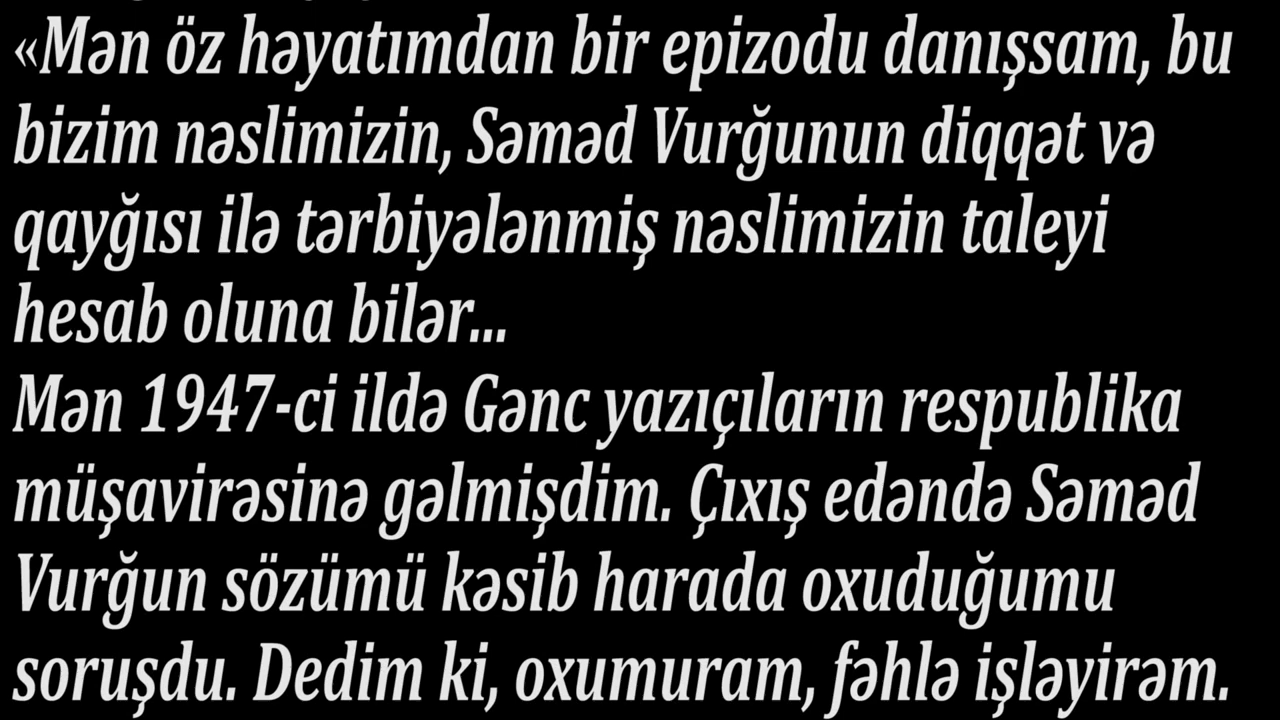 «Mən öz həyatımdan bir epizodu danışsam, bu
bizim nəslimizin, Səməd Vurğunun diqqət və
qayğısı ilə tərbiyələnmiş nəslimizin taleyi
hesab oluna bilər...
Mən 1947-ci ildə Gənc yazıçıların respublika
müşavirəsinə gəlmişdim. Çıxış edəndə Səməd
Vurğun sözümü kəsib harada oxuduğumu
soruşdu. Dedim ki, oxumuram, fəhlə işləyirəm.